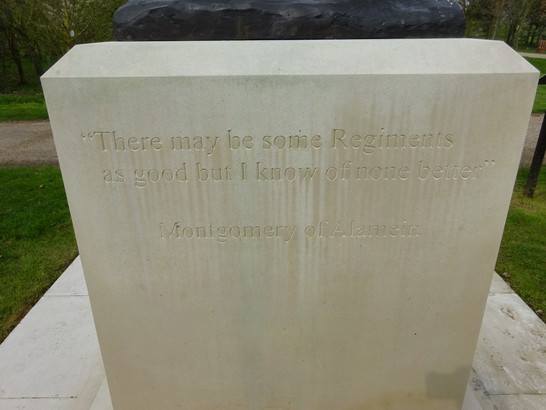 “There may be some Regiments
as good but I know of none better”
Montgomery of Alamein